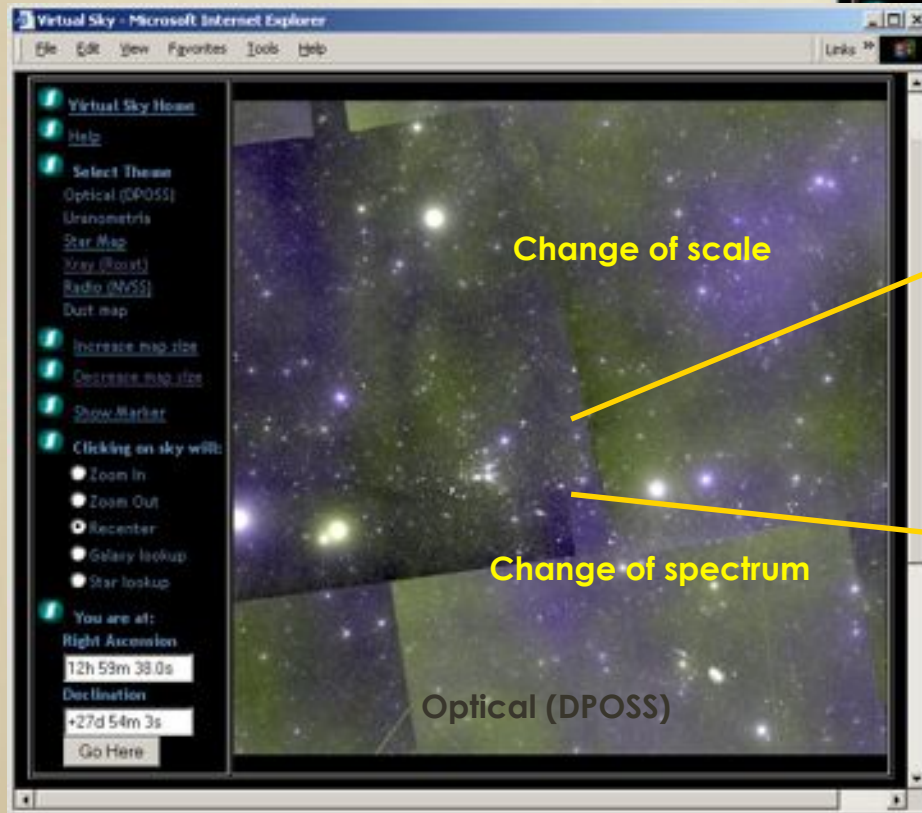 Virtual Sky - Microsoft Internet Explorer
File Edit View Favorites Tools Help
Links »
Virtual Sky Home
Help
Select Theme
Optical (DPOSS)
Uranometria
Star Map
Xray (Rosat)
Radio (NVSS)
Dust map
Increase map size
Decrease map size
Show Marker
Clicking on sky will:
Zoom In
Zoom Out
Recenter
Galaxy lookup
Star lookup
You are at:
Right Ascension
12h 59m 38.0s
Declination
+27d 54m 3s
Go Here
Change of scale
Change of spectrum
Optical (DPOSS)